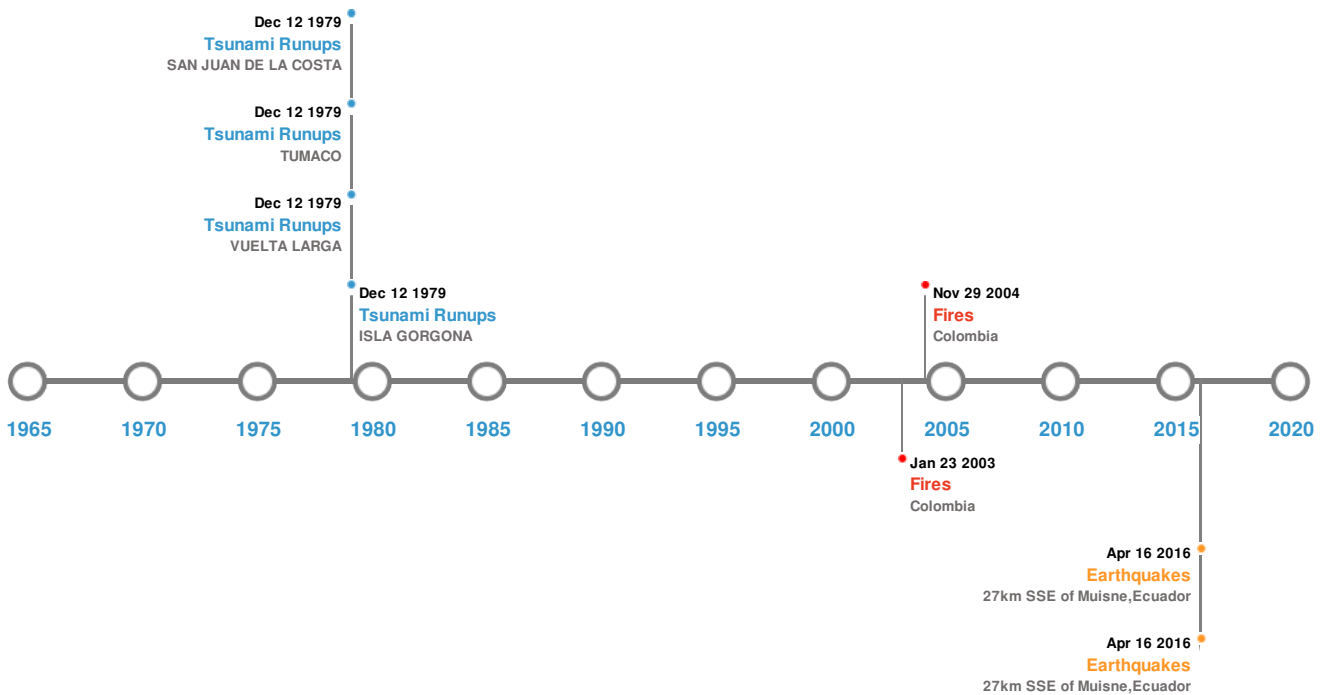 Dec 12 1979
Tsunami Runups
SAN JUAN DE LA COSTA
Dec 12 1979
Tsunami Runups
TUMACO
Dec 12 1979
Tsunami Runups
VUELTA LARGA
Dec 12 1979
Tsunami Runups
ISLA GORGONA
Nov 29 2004
Fires
Colombia
1965 1970 1975 1980 1985 1990 1995 2000 2005 2010 2015 2020
Jan 23 2003
Fires
Colombia
Apr 16 2016
Earthquakes
27km SSE of Muisne,Ecuador
Apr 16 2016
Earthquakes
27km SSE of Muisne,Ecuador